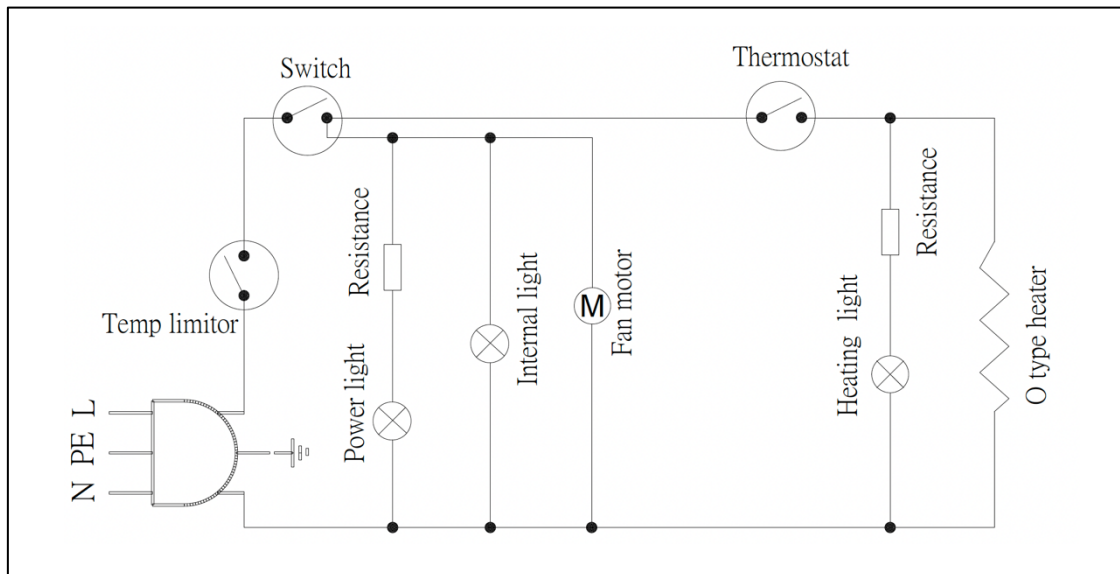 Switch
Thermostat
Temp limitor
Resistance
Power light
Internal light
M
Fan motor
Resistance
Heating light
O type heater
L
PE
N